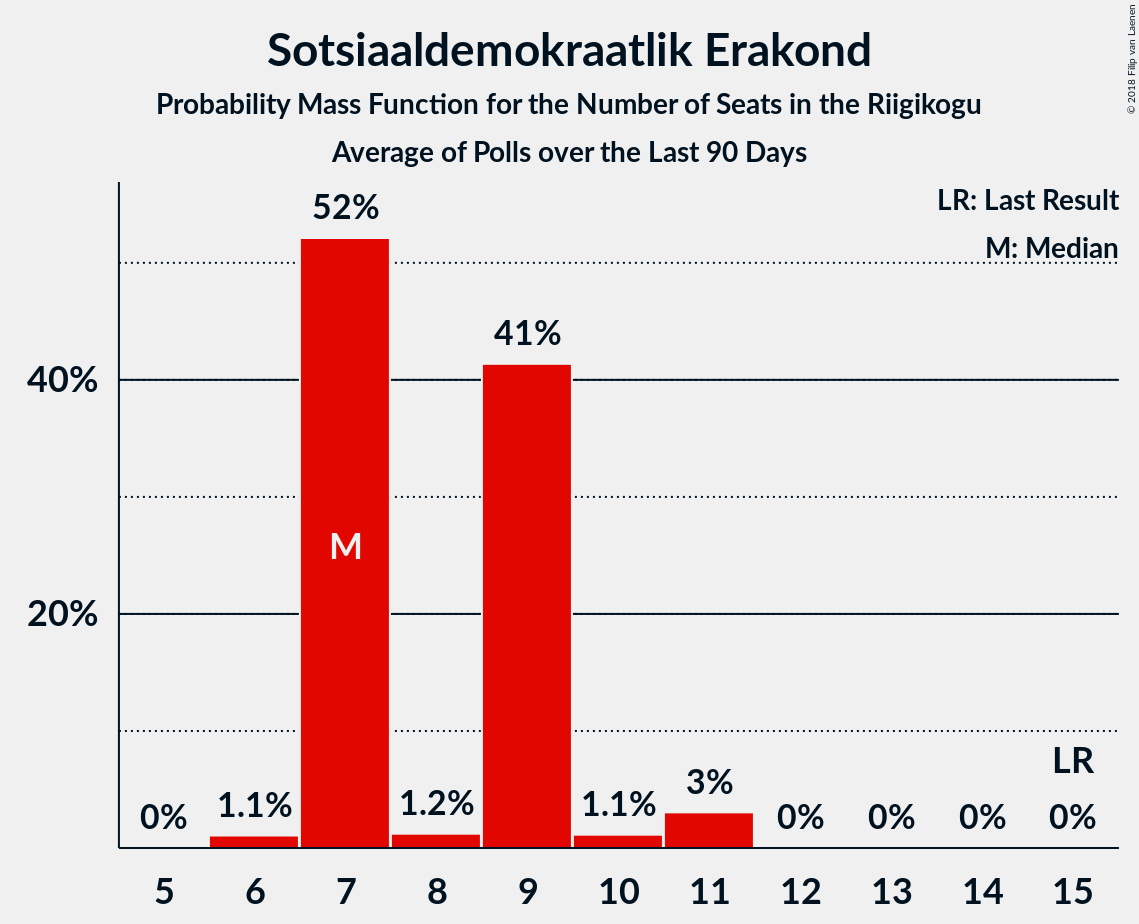 Sotsiaaldemokraatlik Erakond
Probability Mass Function for the Number of Seats in the Riigikogu
Average of Polls over the Last 90 Days
© 2018 Filip van Laenen
LR: Last Result
M: Median
52%
41%
40%
M
20%
LR
0%
1.1%
1.2%
1.1%
3%
0%
0%
0%
0%
5 6 7 8 9 10 11 12 13 14 15